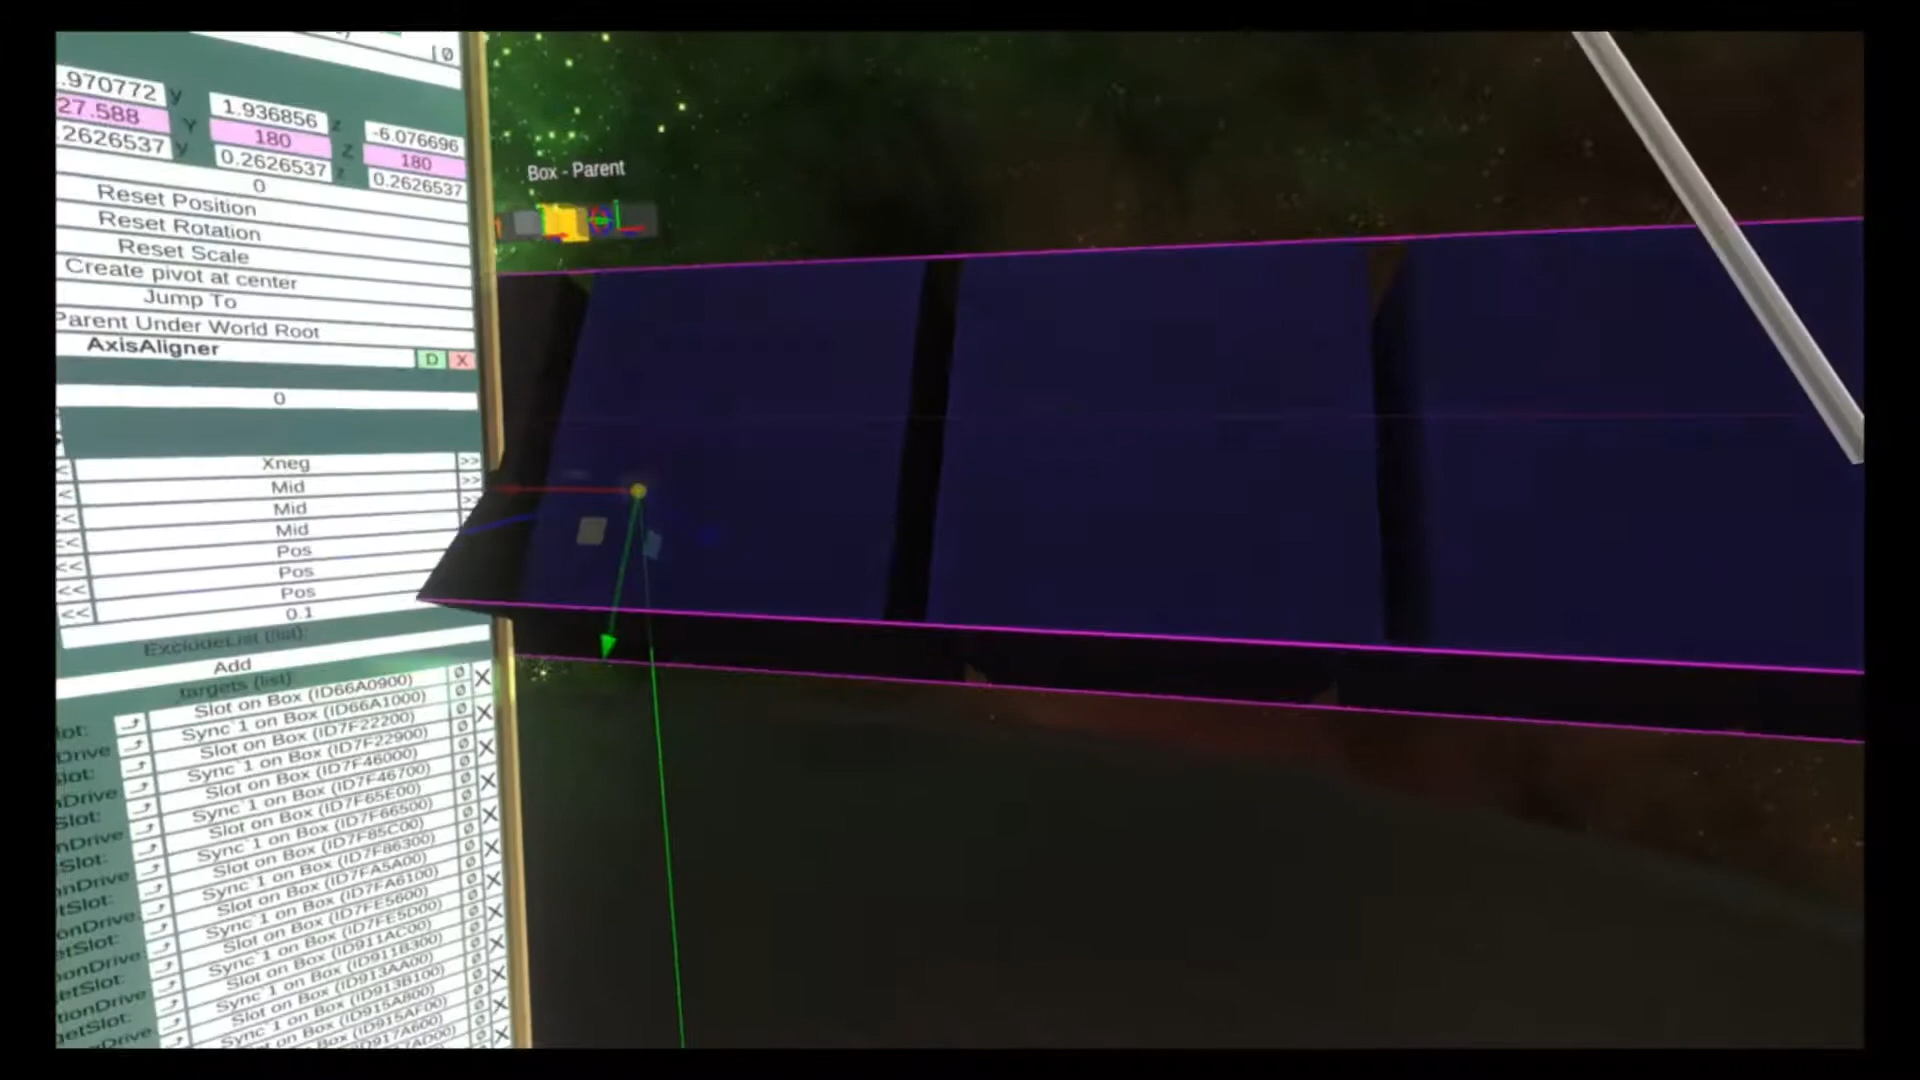 .970772 y 1.936856 z -6.076696
27.588 Y 180 Z 180
.2626537 y 0.2626537 z 0.2626537
0
Reset Position
Reset Rotation
Reset Scale
Create pivot at center
Jump To
Parent Under World Root
AxisAligner D X
0
Xneg >>
Mid >>
Mid >>
Mid
Pos
<< Pos
<< Pos
<< 0.1
ExcludeList (list):
Add
targets (list):
Slot on Box (ID66A0900)
Sync`1 on Box (ID66A1000)
Slot on Box (ID7F22200)
Sync`1 on Box (ID7F22900)
Slot on Box (ID7F46000)
Sync`1 on Box (ID7F46700)
Slot on Box (ID7F65E00)
Sync`1 on Box (ID7F66500)
Slot on Box (ID7F85C00)
Sync`1 on Box (ID7F86300)
Slot on Box (ID7FA5A00)
Sync`1 on Box (ID7FA6100)
Slot on Box (ID7FE5600)
Sync`1 on Box (ID7FE5D00)
Slot on Box (ID911AC00)
Sync`1 on Box (ID911B300)
Slot on Box (ID913AA00)
Sync`1 on Box (ID913B100)
Slot on Box (ID915A800)
Sync`1 on Box (ID915AF00)
Slot on Box (ID917A600)
Box - Parent